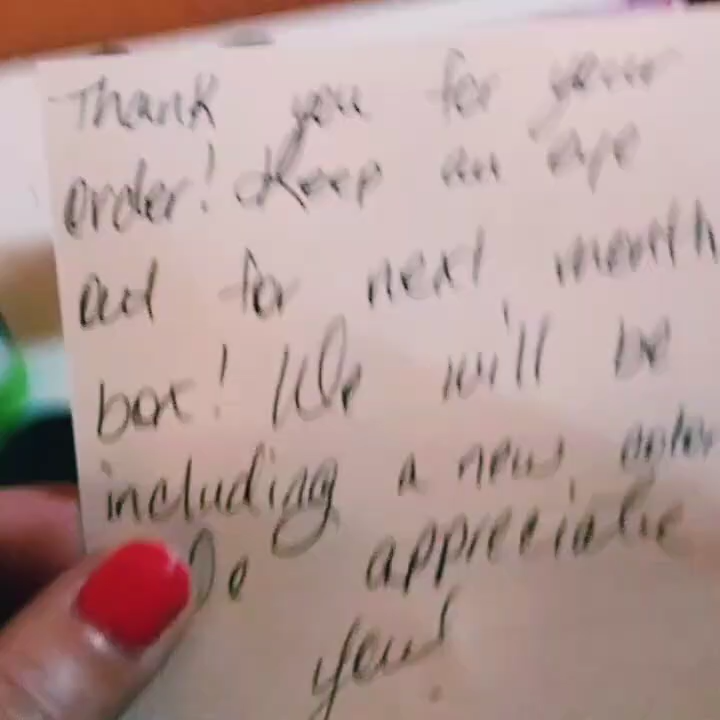 Thank you for your
order! Keep an eye
out for next month
box! We will be
including a new
appreciate
you!